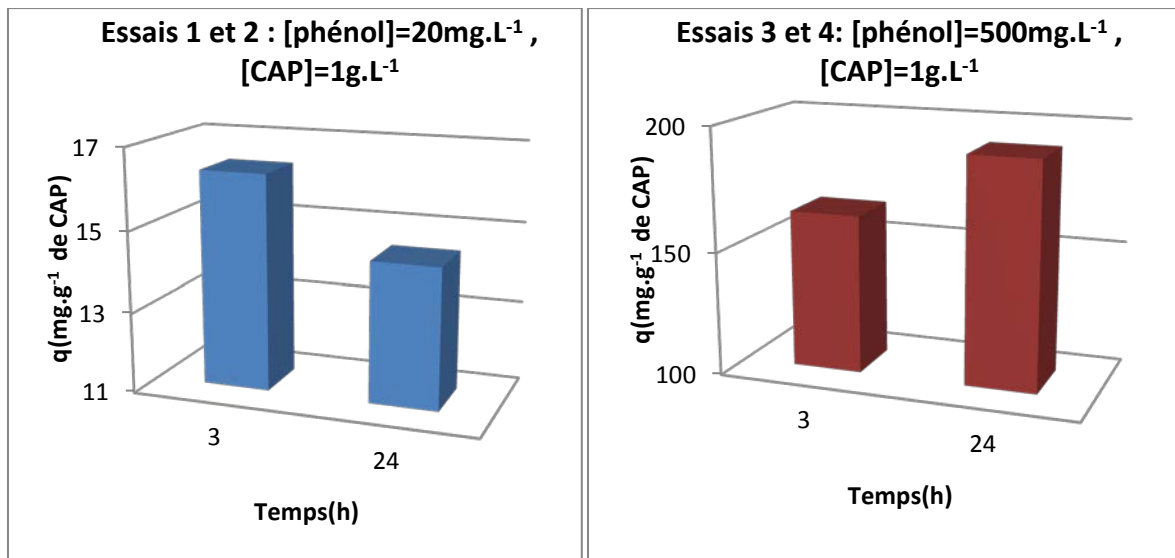 Essais 1 et 2 : [phénol]=20mg.L⁻¹ ,
[CAP]=1g.L⁻¹
17
15
13
11
q(mg.g⁻¹ de CAP)
3
24
Temps(h)
Essais 3 et 4: [phénol]=500mg.L⁻¹ ,
[CAP]=1g.L⁻¹
200
150
100
q(mg.g⁻¹ de CAP)
3
24
Temps(h)